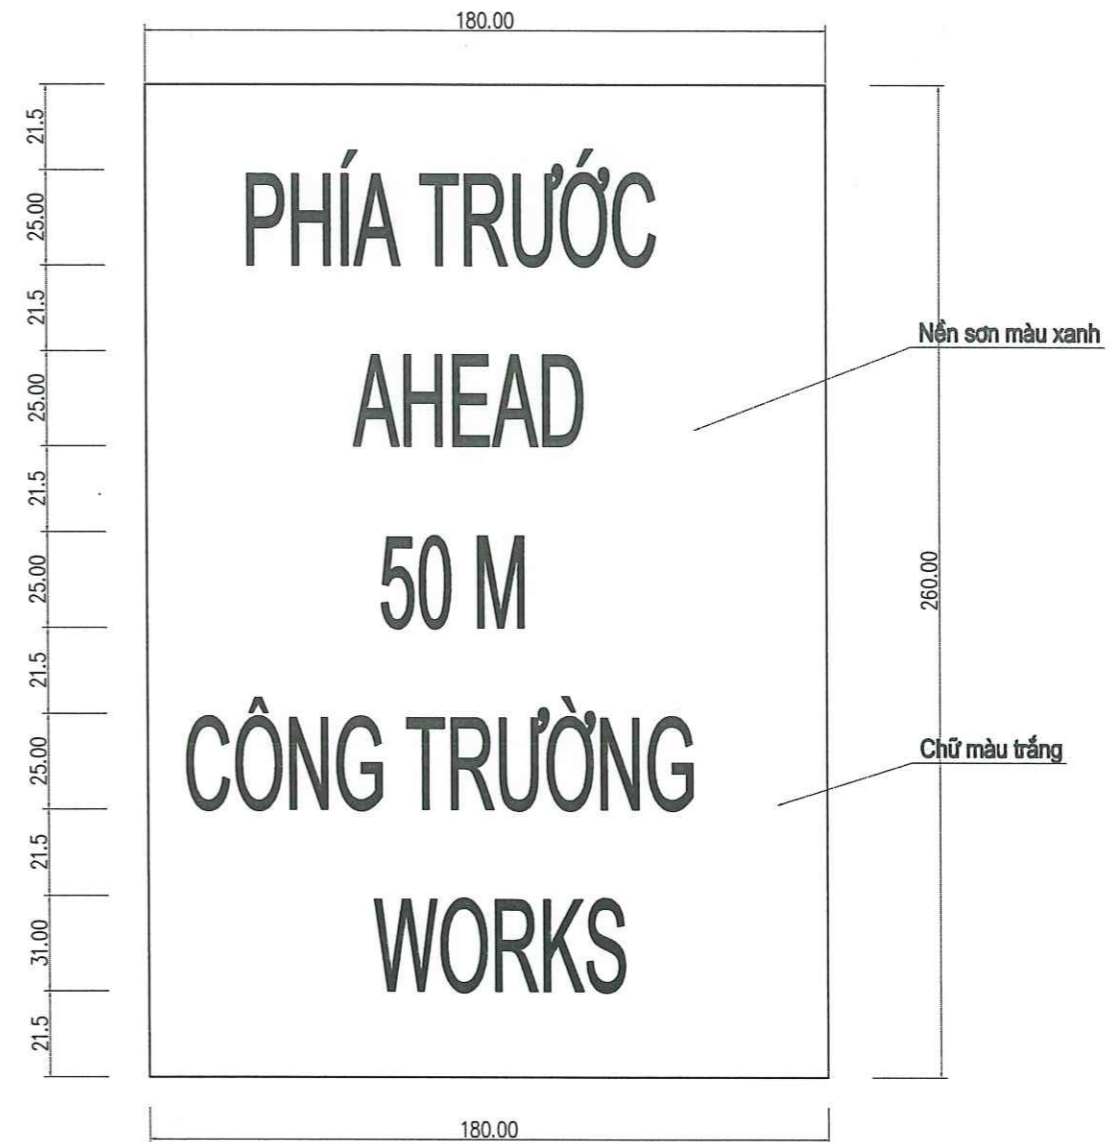 180.00
21.5
25.00
21.5
25.00
21.5
25.00
21.5
25.00
21.5
31.00
21.5
PHÍA TRƯỚC
AHEAD
50 M
CÔNG TRƯỜNG
WORKS
Nền sơn màu xanh
260.00
Chữ màu trắng
180.00